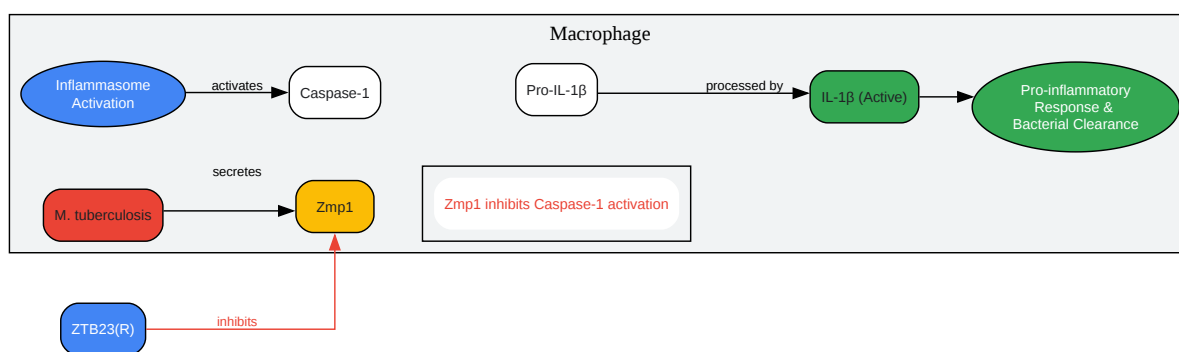 Macrophage
Inflammasome
Activation
activates
Caspase-1
Pro-IL-1β
processed by
IL-1β (Active)
Pro-inflammatory
Response &
Bacterial Clearance
M. tuberculosis
secretes
Zmp1
Zmp1 inhibits Caspase-1 activation
ZTB23(R)
inhibits